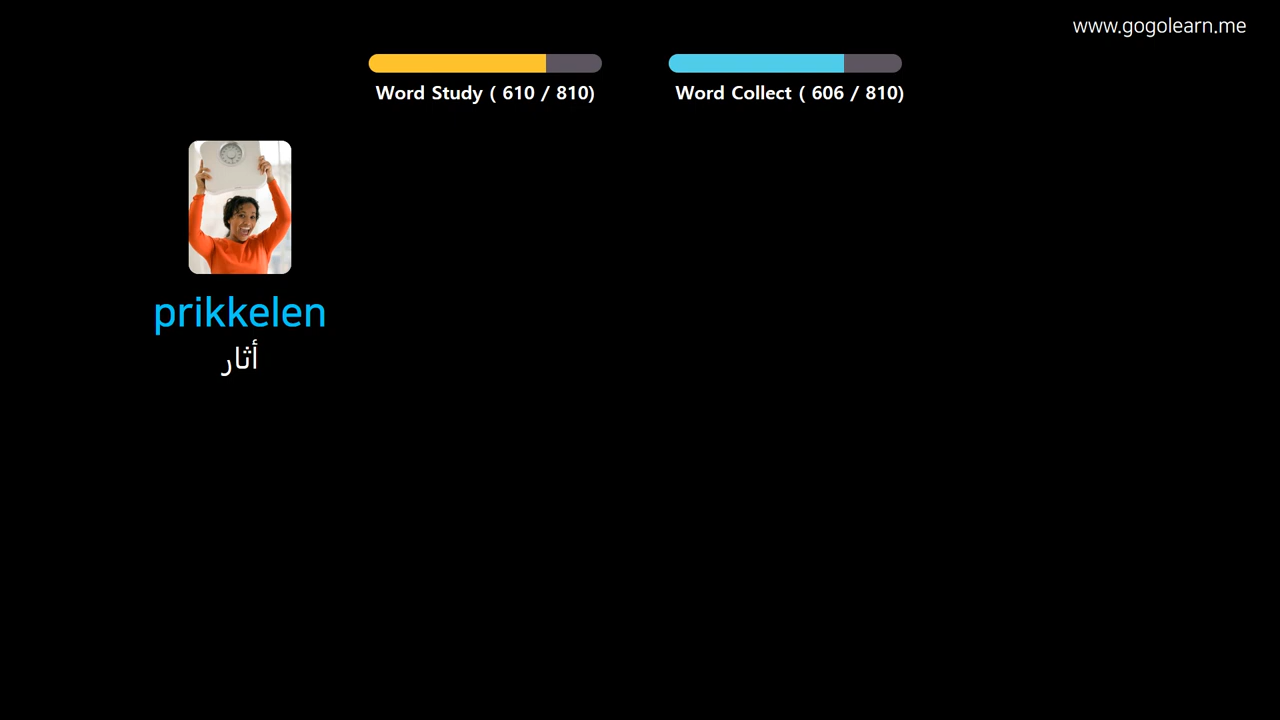 www.gogolearn.me
Word Study ( 610 / 810)
Word Collect ( 606 / 810)
prikkelen
أثار